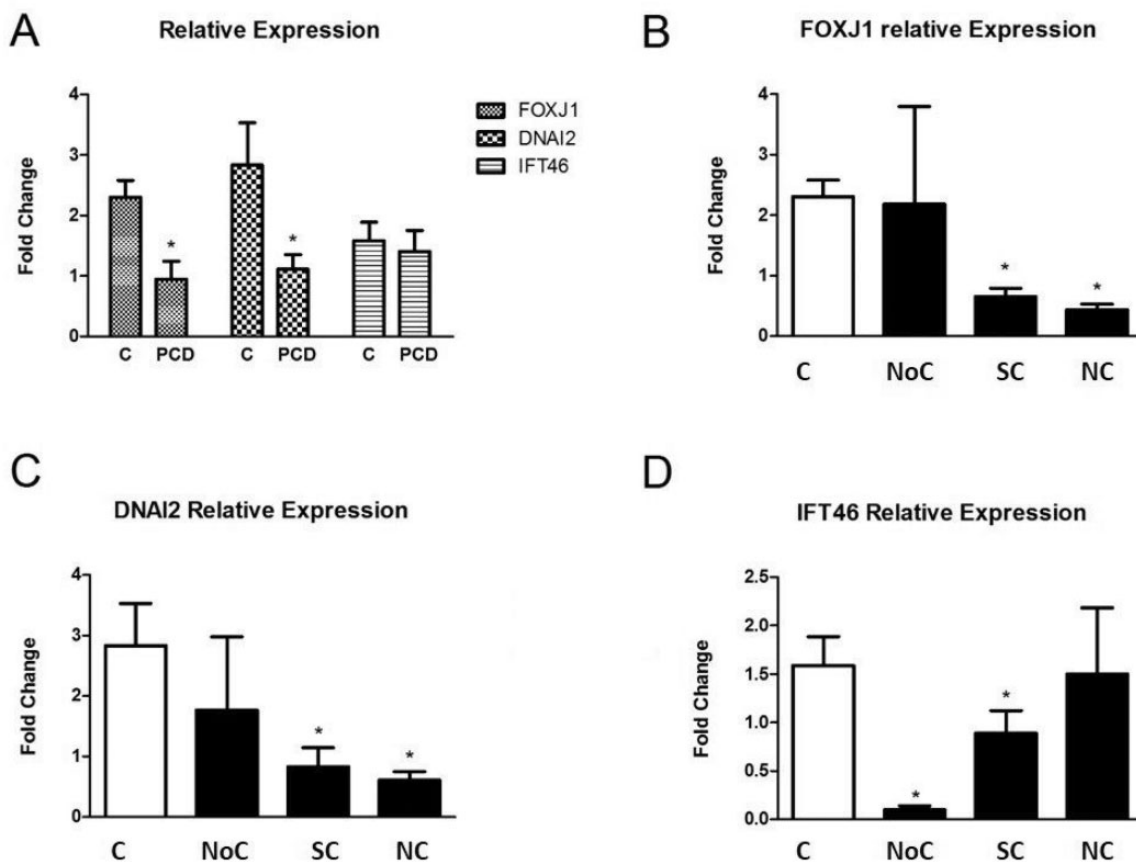 A
Relative Expression
Fold Change
4
3
2
1
0
*
*
C PCD C PCD C PCD
FOXJ1
DNAI2
IFT46
B
FOXJ1 relative Expression
Fold Change
4
3
2
1
0
*
*
C NoC SC NC
C
DNAI2 Relative Expression
Fold Change
4
3
2
1
0
*
*
C NoC SC NC
D
IFT46 Relative Expression
Fold Change
2.5
2.0
1.5
1.0
0.5
0.0
*
*
C NoC SC NC